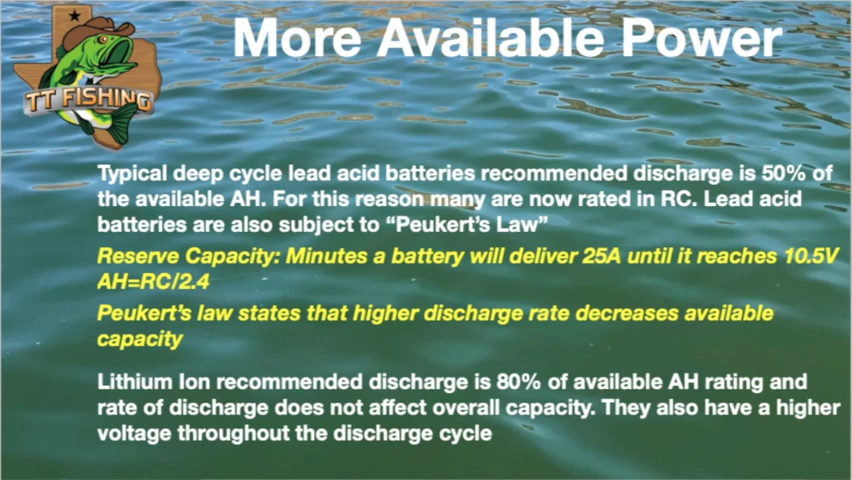 More Available Power
TT FISHING
Typical deep cycle lead acid batteries recommended discharge is 50% of
the available AH. For this reason many are now rated in RC. Lead acid
batteries are also subject to “Peukert’s Law”
Reserve Capacity: Minutes a battery will deliver 25A until it reaches 10.5V
AH=RC/2.4
Peukert’s law states that higher discharge rate decreases available
capacity
Lithium Ion recommended discharge is 80% of available AH rating and
rate of discharge does not affect overall capacity. They also have a higher
voltage throughout the discharge cycle